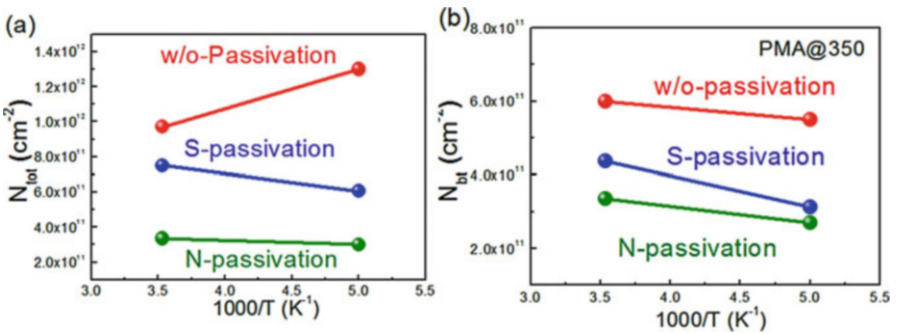 (a)
1.4x10¹²
1.2x10¹²
1.0x10¹²
8.0x10¹¹
6.0x10¹¹
4.0x10¹¹
2.0x10¹¹
N_tot (cm⁻²)
w/o-Passivation
S-passivation
N-passivation
3.0 3.5 4.0 4.5 5.0 5.5
1000/T (K⁻¹)
(b)
8.0x10¹¹
6.0x10¹¹
4.0x10¹¹
2.0x10¹¹
N_bt (cm⁻²)
PMA@350
w/o-passivation
S-passivation
N-passivation
3.0 3.5 4.0 4.5 5.0 5.5
1000/T (K⁻¹)